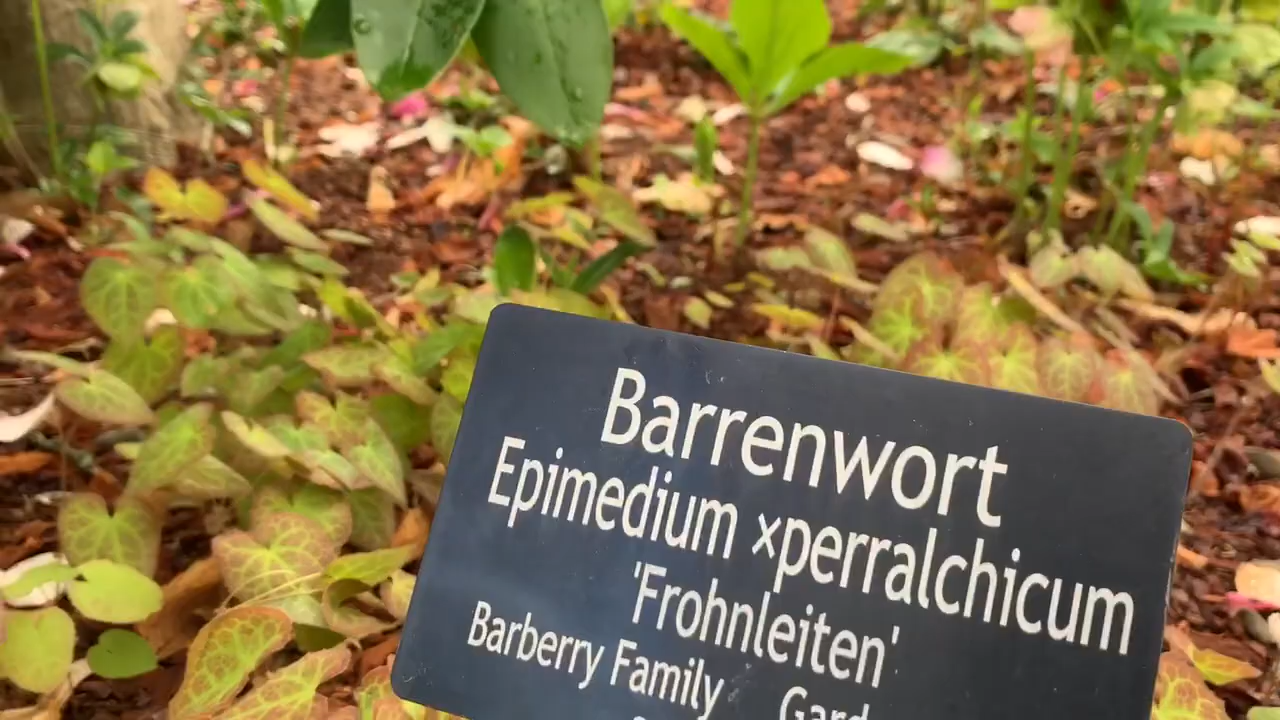 Barrenwort
Epimedium ×perralchicum
'Frohnleiten'
Barberry Family